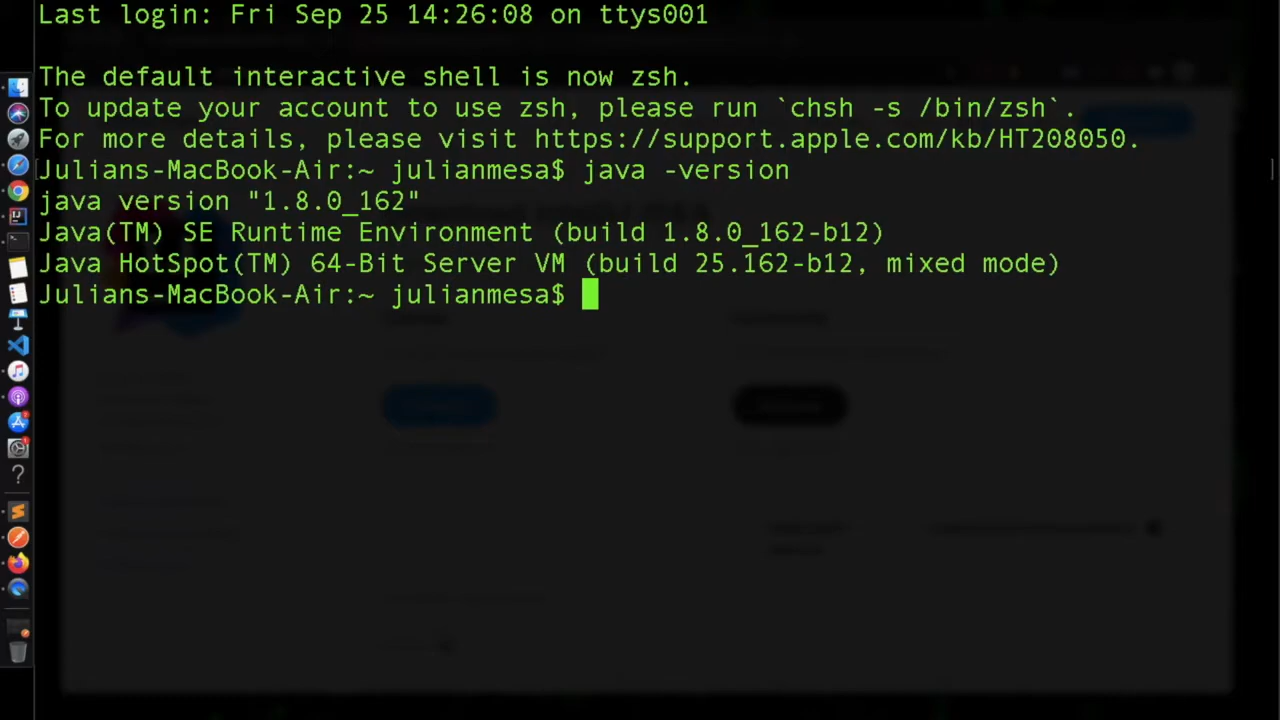 Last login: Fri Sep 25 14:26:08 on ttys001
The default interactive shell is now zsh.
To update your account to use zsh, please run `chsh -s /bin/zsh`.
For more details, please visit https://support.apple.com/kb/HT208050.
Julians-MacBook-Air:~ julianmesa$ java -version
java version "1.8.0_162"
Java(TM) SE Runtime Environment (build 1.8.0_162-b12)
Java HotSpot(TM) 64-Bit Server VM (build 25.162-b12, mixed mode)
Julians-MacBook-Air:~ julianmesa$